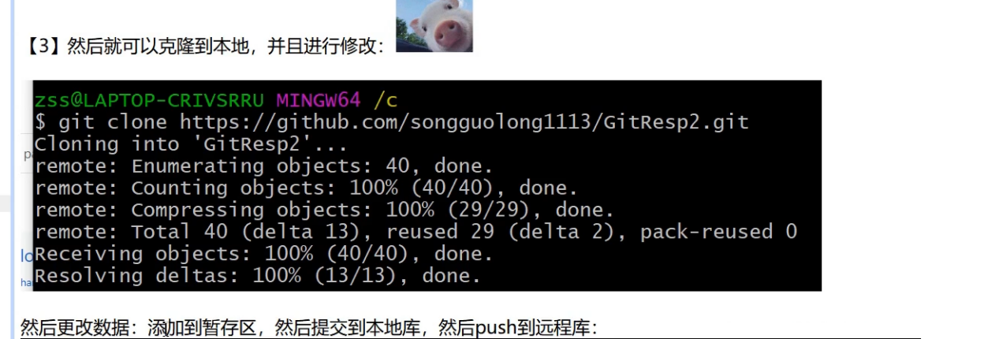 【3】然后就可以克隆到本地，并且进行修改：
zss@LAPTOP-CRIVSRRU MINGW64 /c
$ git clone https://github.com/songguolong1113/GitResp2.git
Cloning into 'GitResp2'...
remote: Enumerating objects: 40, done.
remote: Counting objects: 100% (40/40), done.
remote: Compressing objects: 100% (29/29), done.
remote: Total 40 (delta 13), reused 29 (delta 2), pack-reused 0
Receiving objects: 100% (40/40), done.
Resolving deltas: 100% (13/13), done.
然后更改数据：添加到暂存区，然后提交到本地库，然后push到远程库：